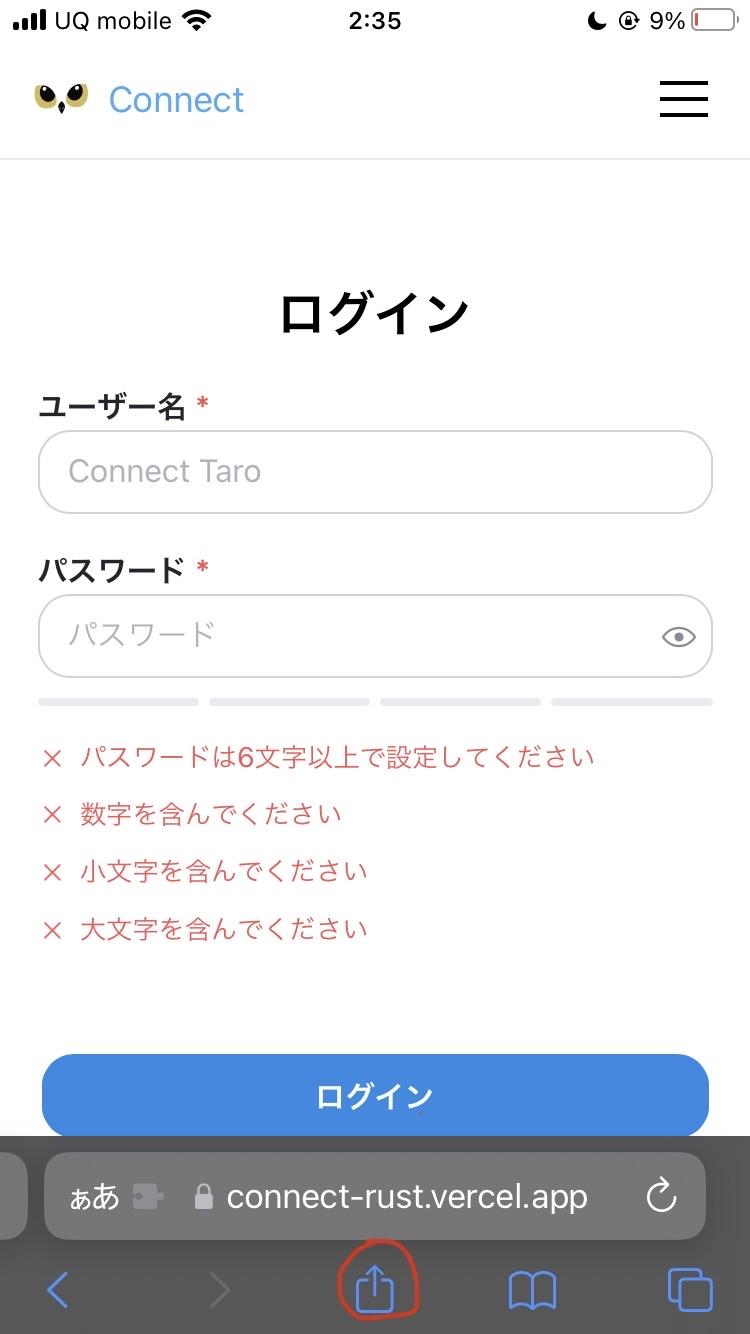 UQ mobile 2:35 9%
Connect
ログイン
ユーザー名 *
Connect Taro
パスワード *
パスワード
× パスワードは6文字以上で設定してください
× 数字を含んでください
× 小文字を含んでください
× 大文字を含んでください
ログイン
ぁあ connect-rust.vercel.app